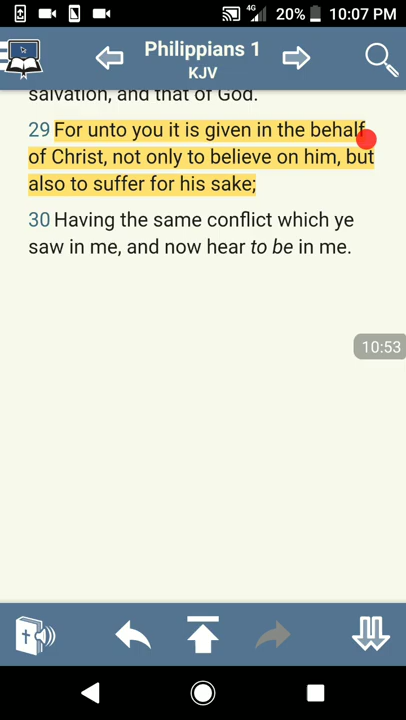 4G 20% 10:07 PM
Philippians 1
KJV
salvation, and that of God.
29 For unto you it is given in the behalf
of Christ, not only to believe on him, but
also to suffer for his sake;
30 Having the same conflict which ye
saw in me, and now hear to be in me.
10:53